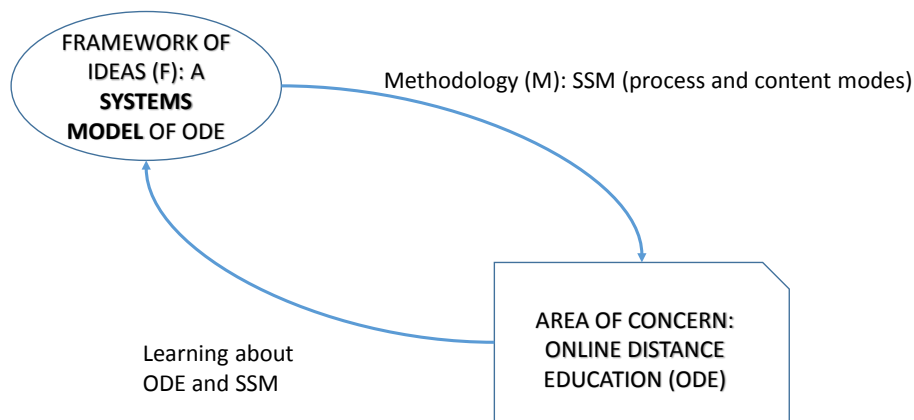 FRAMEWORK OF
IDEAS (F): A
SYSTEMS
MODEL OF ODE
Methodology (M): SSM (process and content modes)
AREA OF CONCERN:
ONLINE DISTANCE
EDUCATION (ODE)
Learning about
ODE and SSM